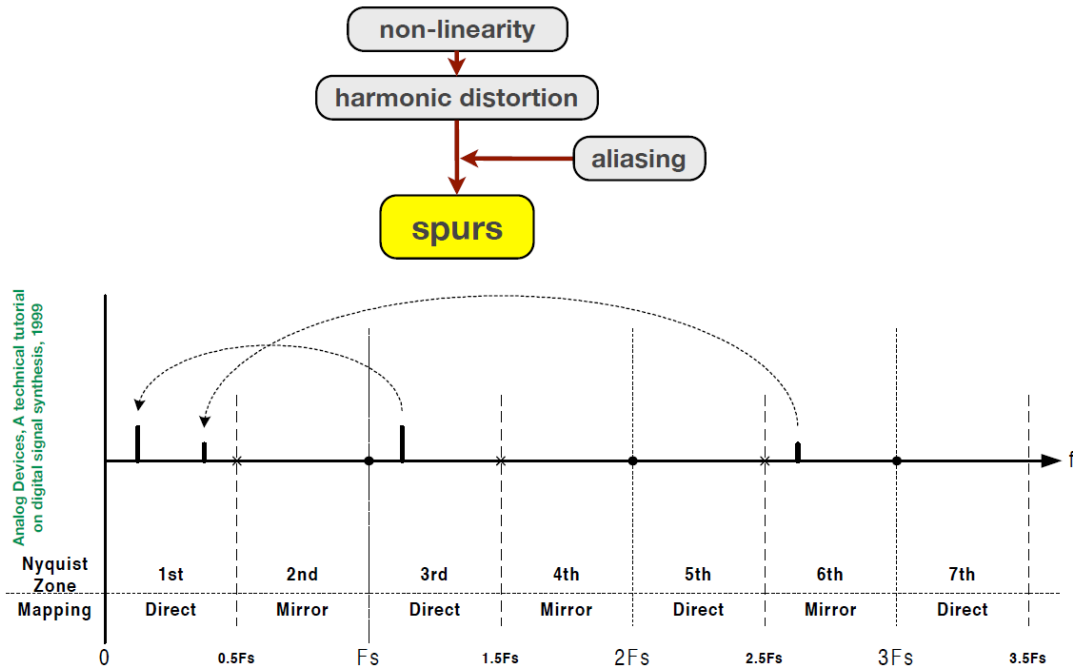 non-linearity
harmonic distortion
aliasing
spurs
Analog Devices, A technical tutorial
on digital signal synthesis, 1999
f
Nyquist
Zone
1st 2nd 3rd 4th 5th 6th 7th
Mapping Direct Mirror Direct Mirror Direct Mirror Direct
0 0.5Fs Fs 1.5Fs 2Fs 2.5Fs 3Fs 3.5Fs